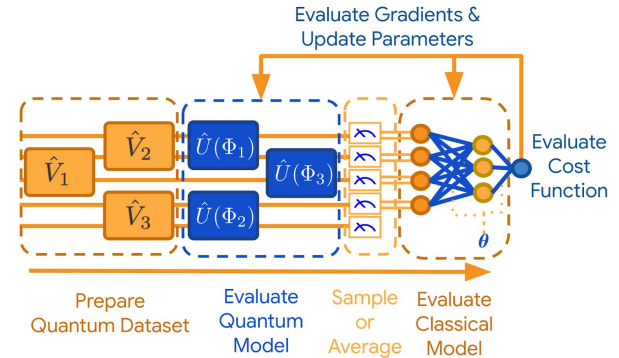 Evaluate Gradients &
Update Parameters
V̂₁
V̂₂
V̂₃
Û(Φ₁)
Û(Φ₂)
Û(Φ₃)
θ
Evaluate
Cost
Function
Prepare
Quantum Dataset
Evaluate
Quantum
Model
Sample
or
Average
Evaluate
Classical
Model